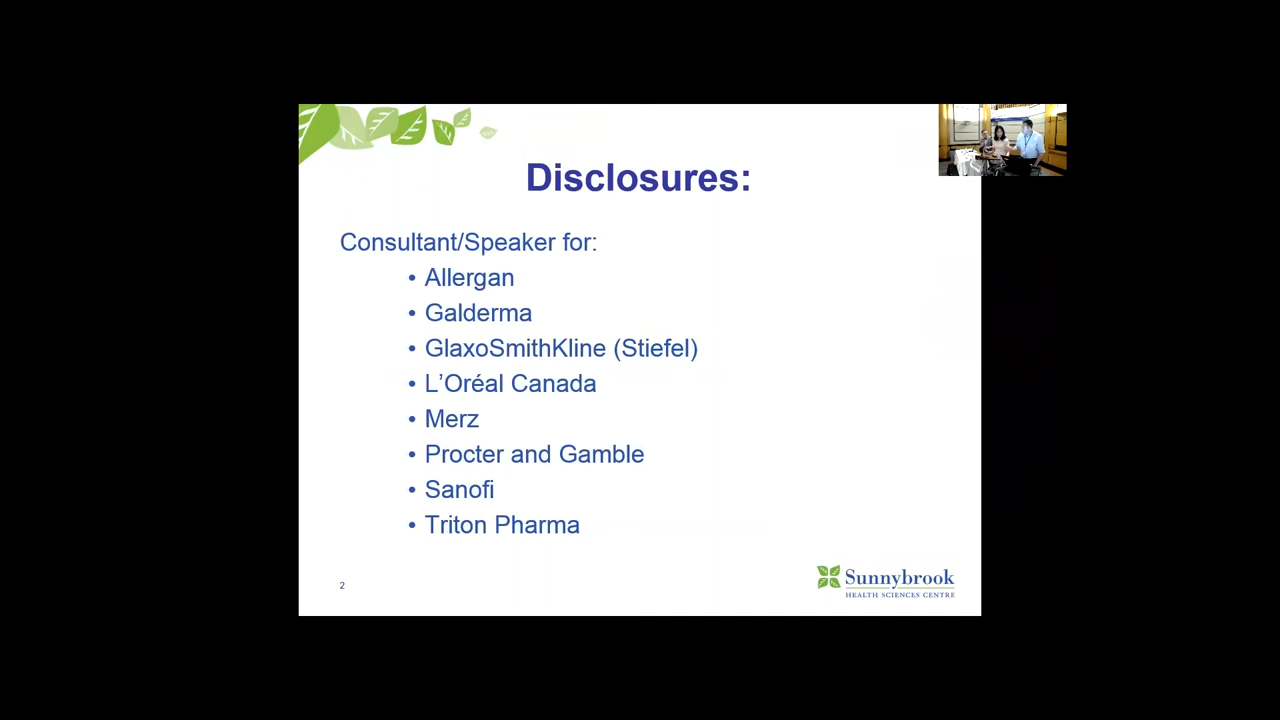 Disclosures:
Consultant/Speaker for:
• Allergan
• Galderma
• GlaxoSmithKline (Stiefel)
• L’Oréal Canada
• Merz
• Procter and Gamble
• Sanofi
• Triton Pharma
2
Sunnybrook
HEALTH SCIENCES CENTRE